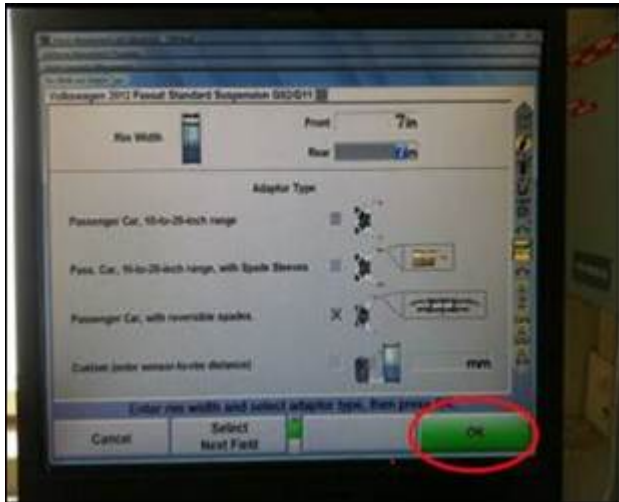 Volkswagen 2012 Passat Standard Suspension
Rim Width
Front 7in
Rear 7in
Adaptor Type
Passenger Car, 10-to-20-inch range
Pass. Car, 10-to-20-inch range, with Spade Sleeves
Passenger Car, with reversible spades
Custom (enter sensor-to-rim distance) mm
Enter rim width and select adaptor type, then press
Cancel
Select
Next Field
OK